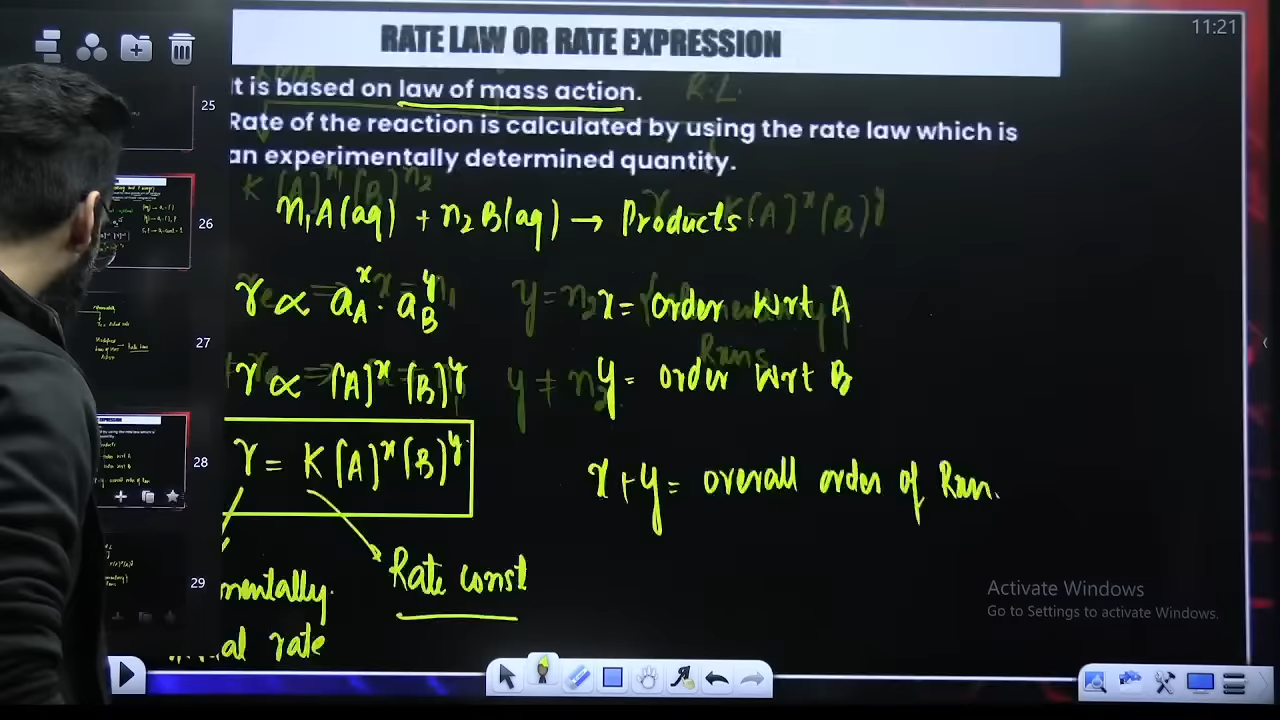 11:21
RATE LAW OR RATE EXPRESSION
It is based on law of mass action.
Rate of the reaction is calculated by using the rate law which is
an experimentally determined quantity.
n₁A(aq) + n₂B(aq) → Products.
r ∝ a_A^x · a_B^y
x = order wrt A
r ∝ [A]^x [B]^y
y = order wrt B
r = K[A]^x [B]^y
x + y = overall order of Rxn.
Rate const
mentally
al rate
25
26
27
28
29
Activate Windows
Go to Settings to activate Windows.